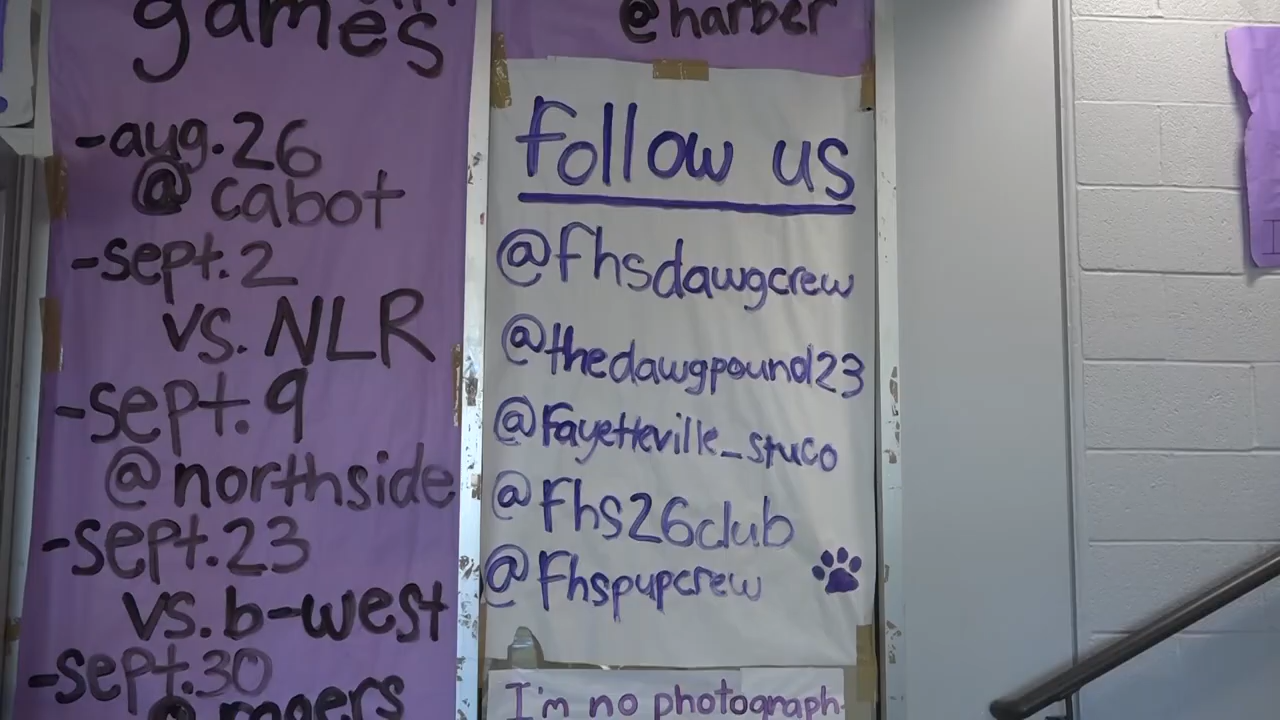 games
-aug.26
@ cabot
-sept.2
vs. NLR
-sept.9
@northside
-sept.23
vs. b-west
-sept.30
@ rogers
@harber
follow us
@fhsdawgcrew
@thedawgpound23
@Fayetteville_stuco
@Fhs26club
@Fhspupcrew
I'm no photograph